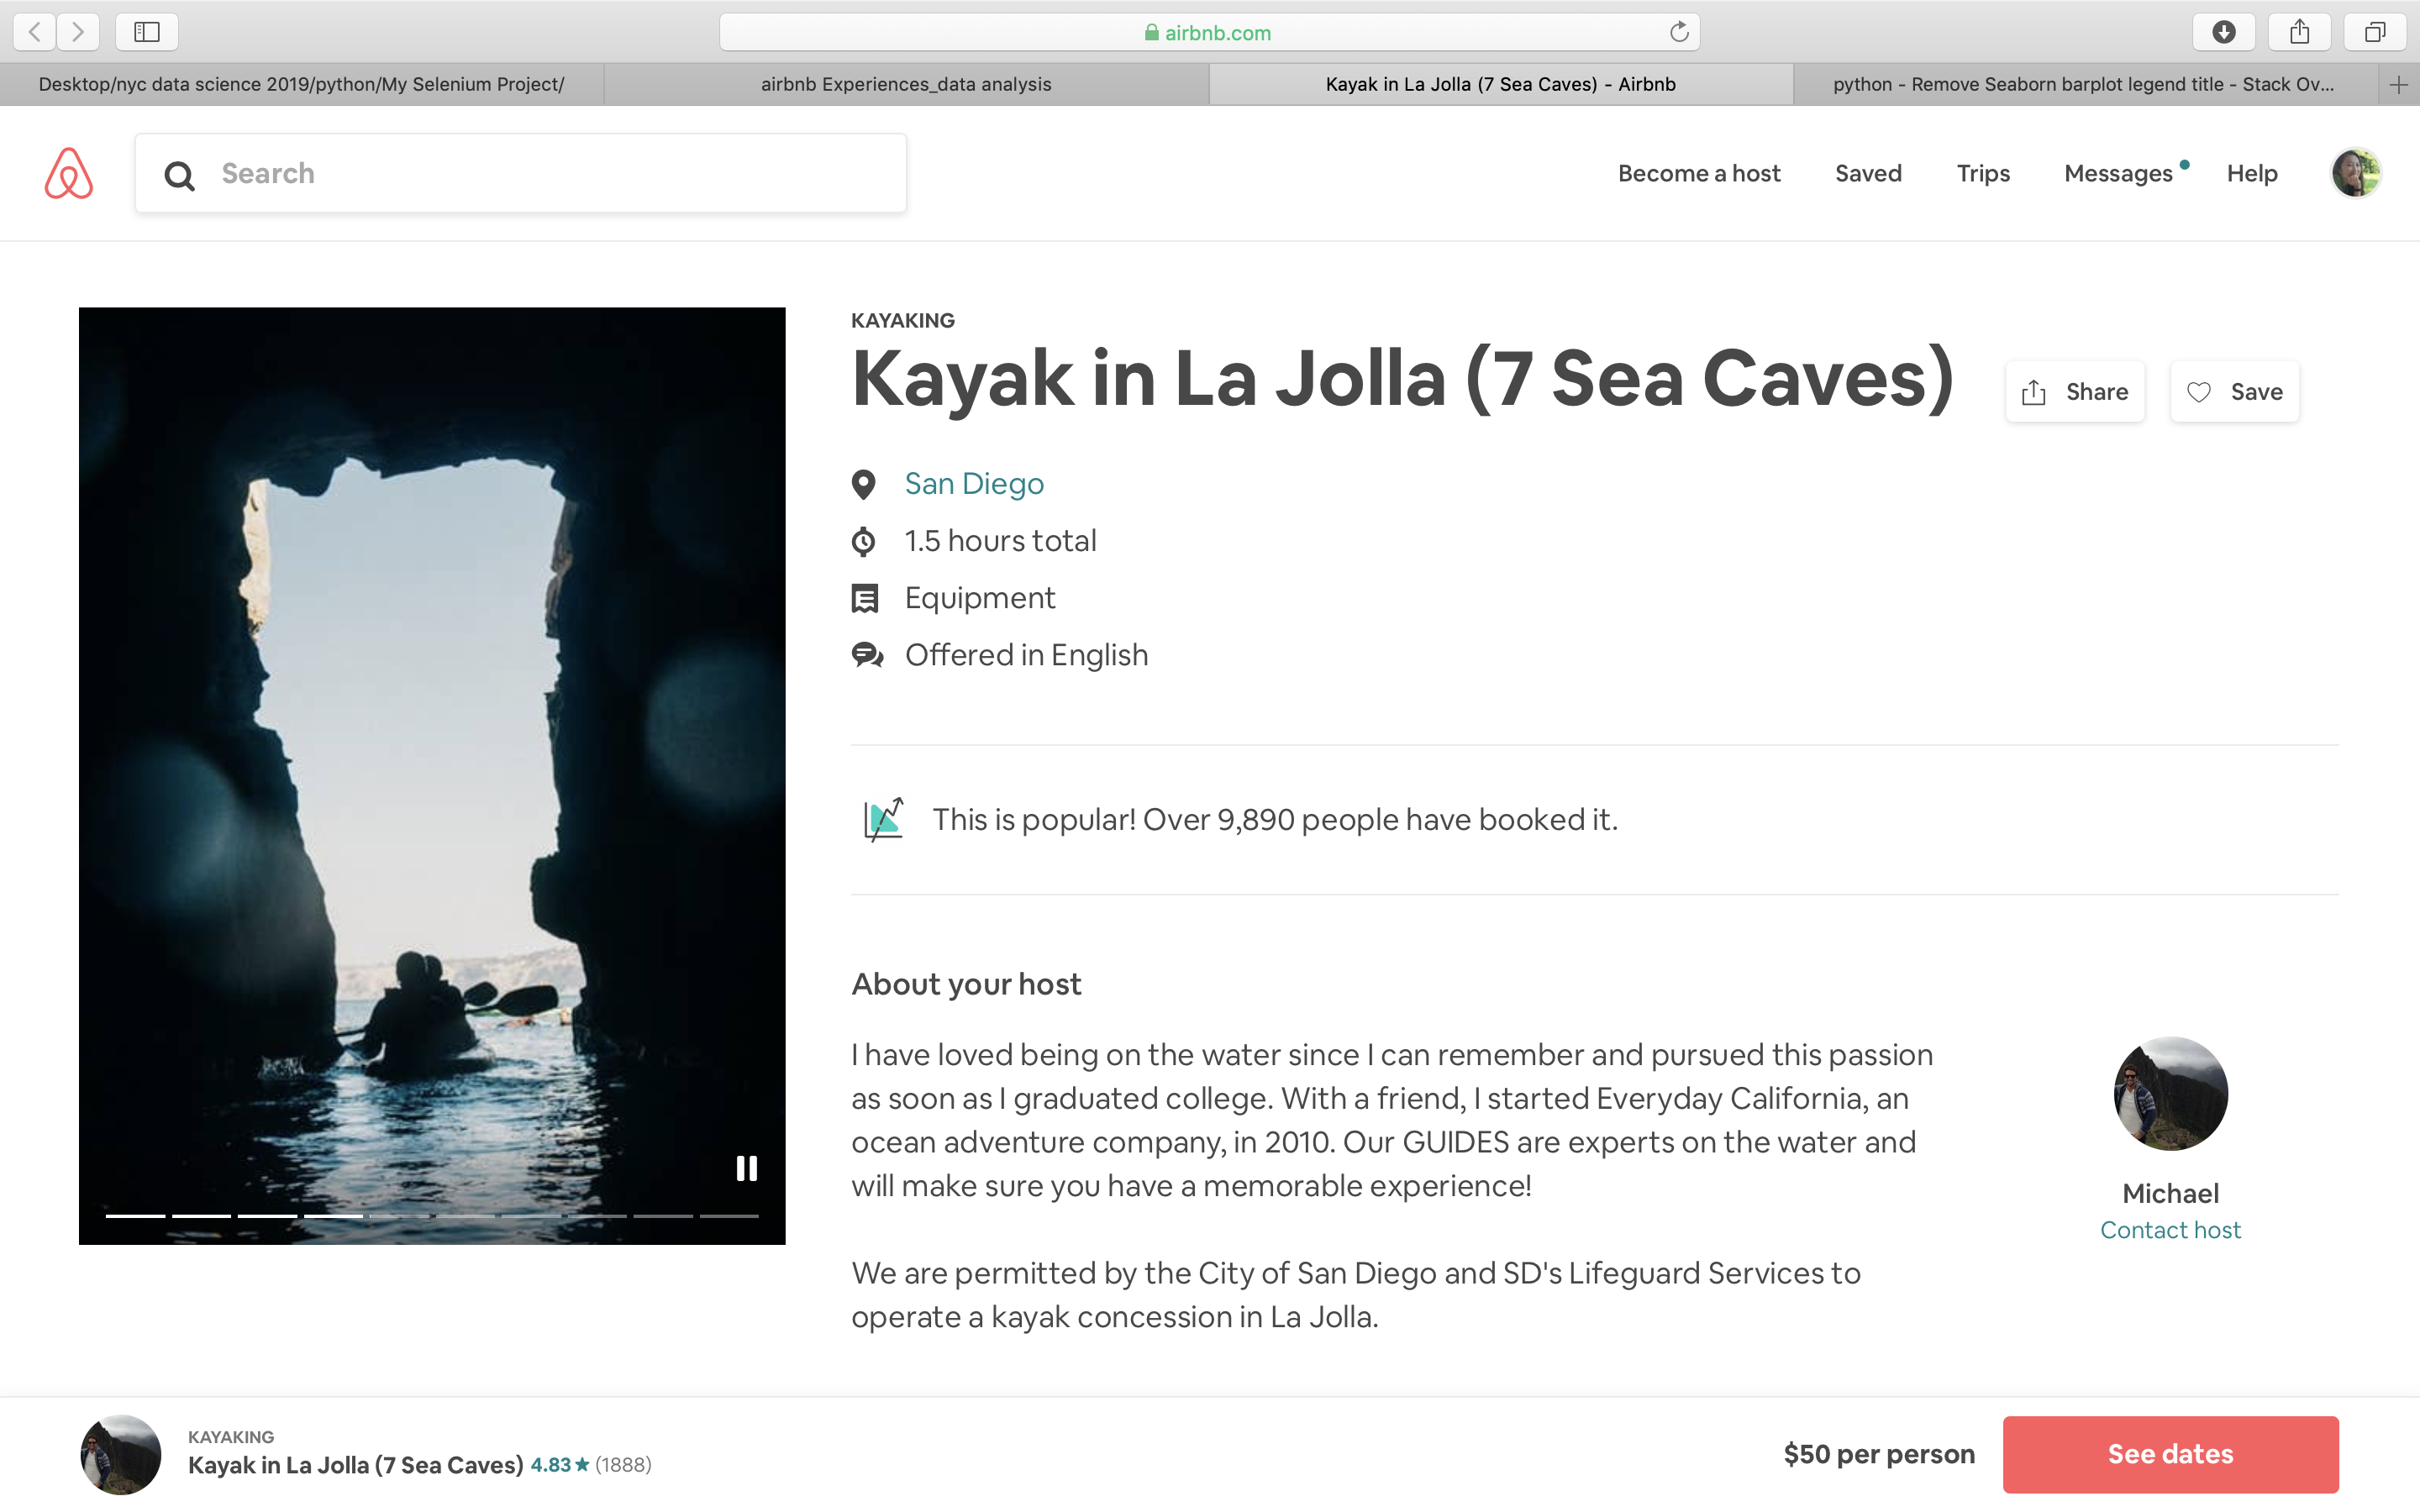 airbnb.com
Desktop/nyc data science 2019/python/My Selenium Project/
airbnb Experiences_data analysis
Kayak in La Jolla (7 Sea Caves) - Airbnb
python - Remove Seaborn barplot legend title - Stack Ov...
Search
Become a host
Saved
Trips
Messages
Help
KAYAKING
Kayak in La Jolla (7 Sea Caves)
Share
Save
San Diego
1.5 hours total
Equipment
Offered in English
This is popular! Over 9,890 people have booked it.
About your host
I have loved being on the water since I can remember and pursued this passion
as soon as I graduated college. With a friend, I started Everyday California, an
ocean adventure company, in 2010. Our GUIDES are experts on the water and
will make sure you have a memorable experience!
We are permitted by the City of San Diego and SD's Lifeguard Services to
operate a kayak concession in La Jolla.
Michael
Contact host
KAYAKING
Kayak in La Jolla (7 Sea Caves) 4.83★ (1888)
$50 per person
See dates